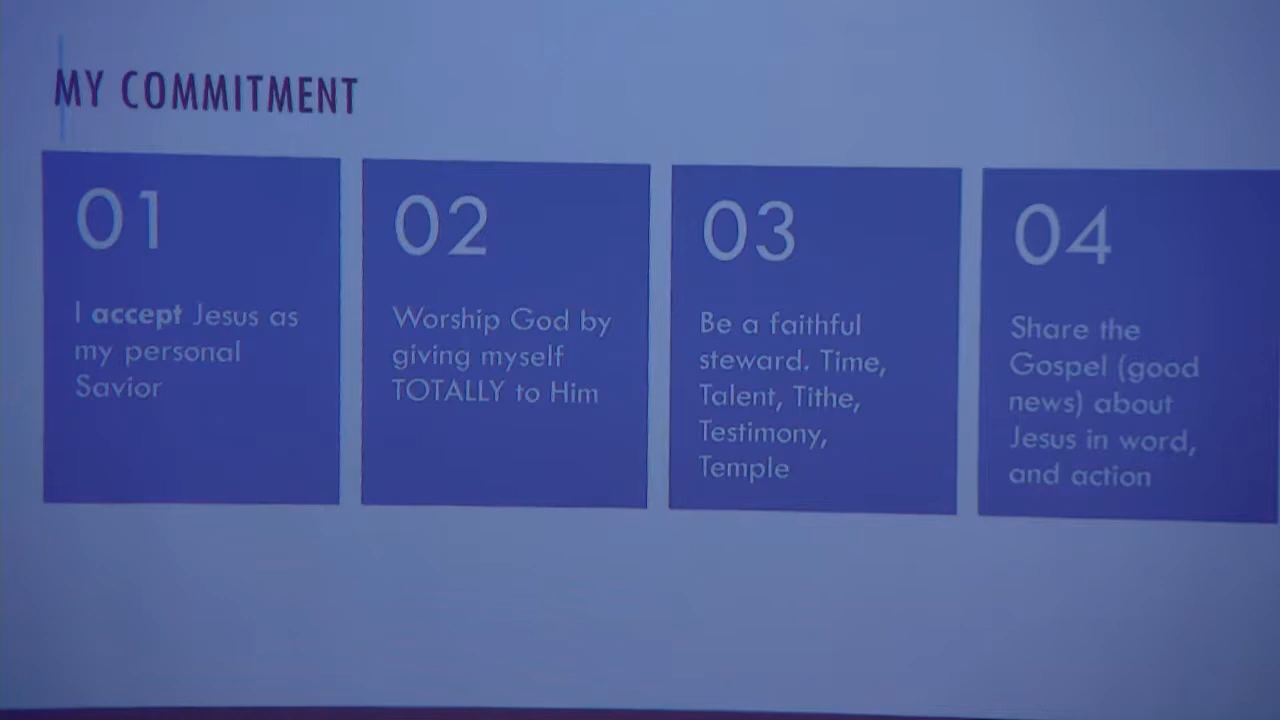 MY COMMITMENT
01
I accept Jesus as
my personal
Savior
02
Worship God by
giving myself
TOTALLY to Him
03
Be a faithful
steward. Time,
Talent, Tithe,
Testimony,
Temple
04
Share the
Gospel (good
news) about
Jesus in word,
and action